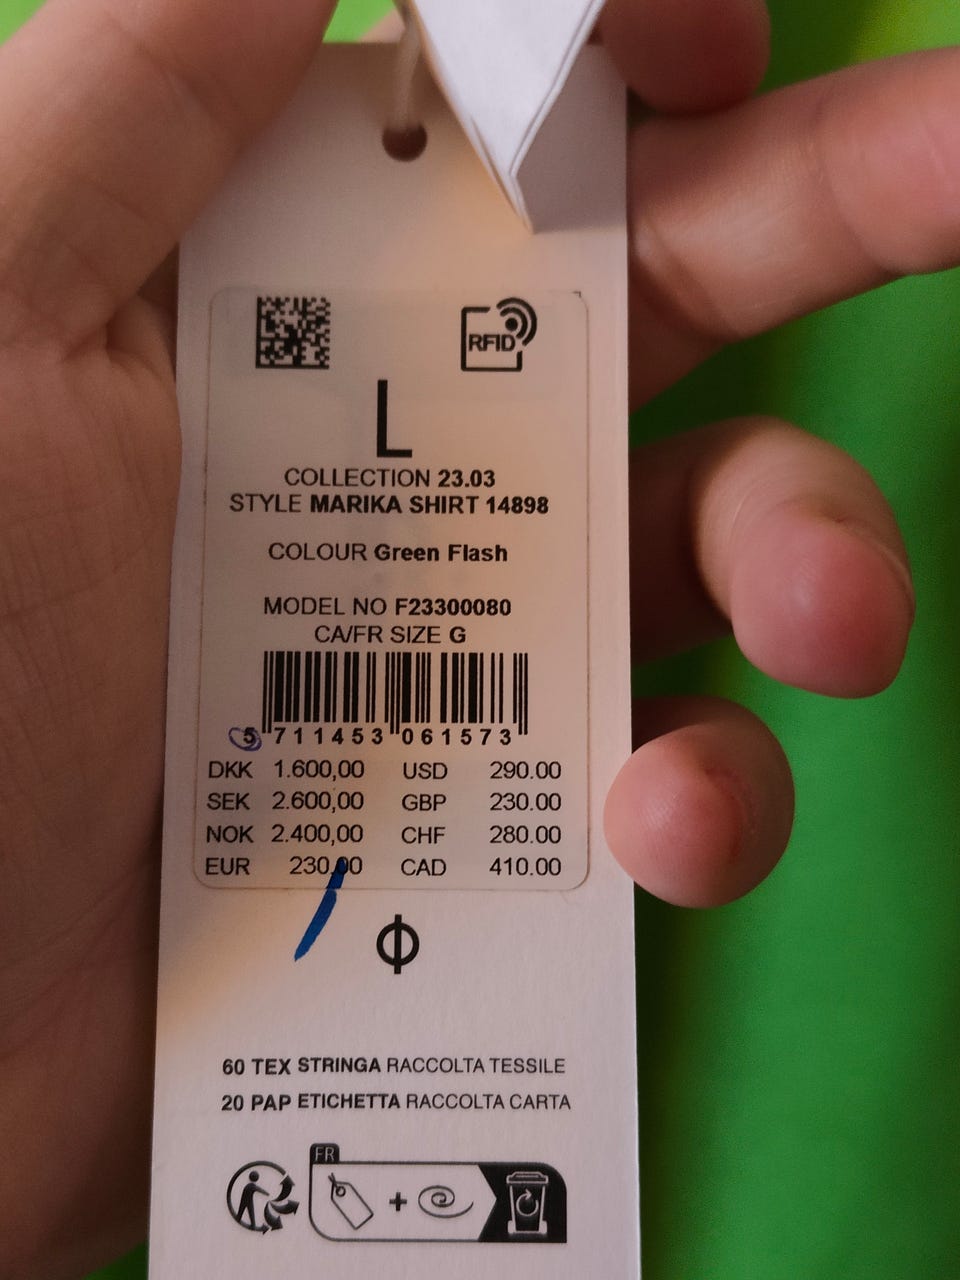 RFID
L
COLLECTION 23.03
STYLE MARIKA SHIRT 14898
COLOUR Green Flash
MODEL NO F23300080
CA/FR SIZE G
5 711453 061573
DKK 1.600,00 USD 290.00
SEK 2.600,00 GBP 230.00
NOK 2.400,00 CHF 280.00
EUR 230,00 CAD 410.00
60 TEX STRINGA RACCOLTA TESSILE
20 PAP ETICHETTA RACCOLTA CARTA
FR
+